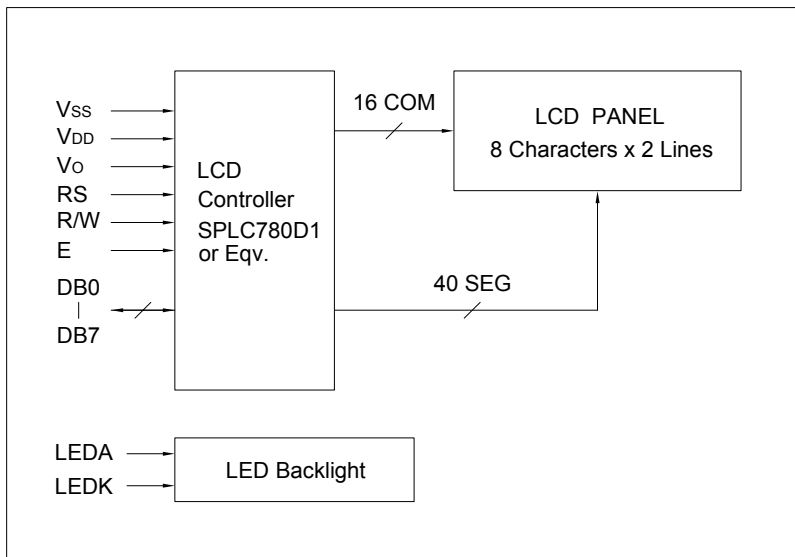 VSS
VDD
VO
RS
R/W
E
DB0
DB7
LCD
Controller
SPLC780D1
or Eqv.
16 COM
40 SEG
LCD PANEL
8 Characters x 2 Lines
LEDA
LEDK
LED Backlight